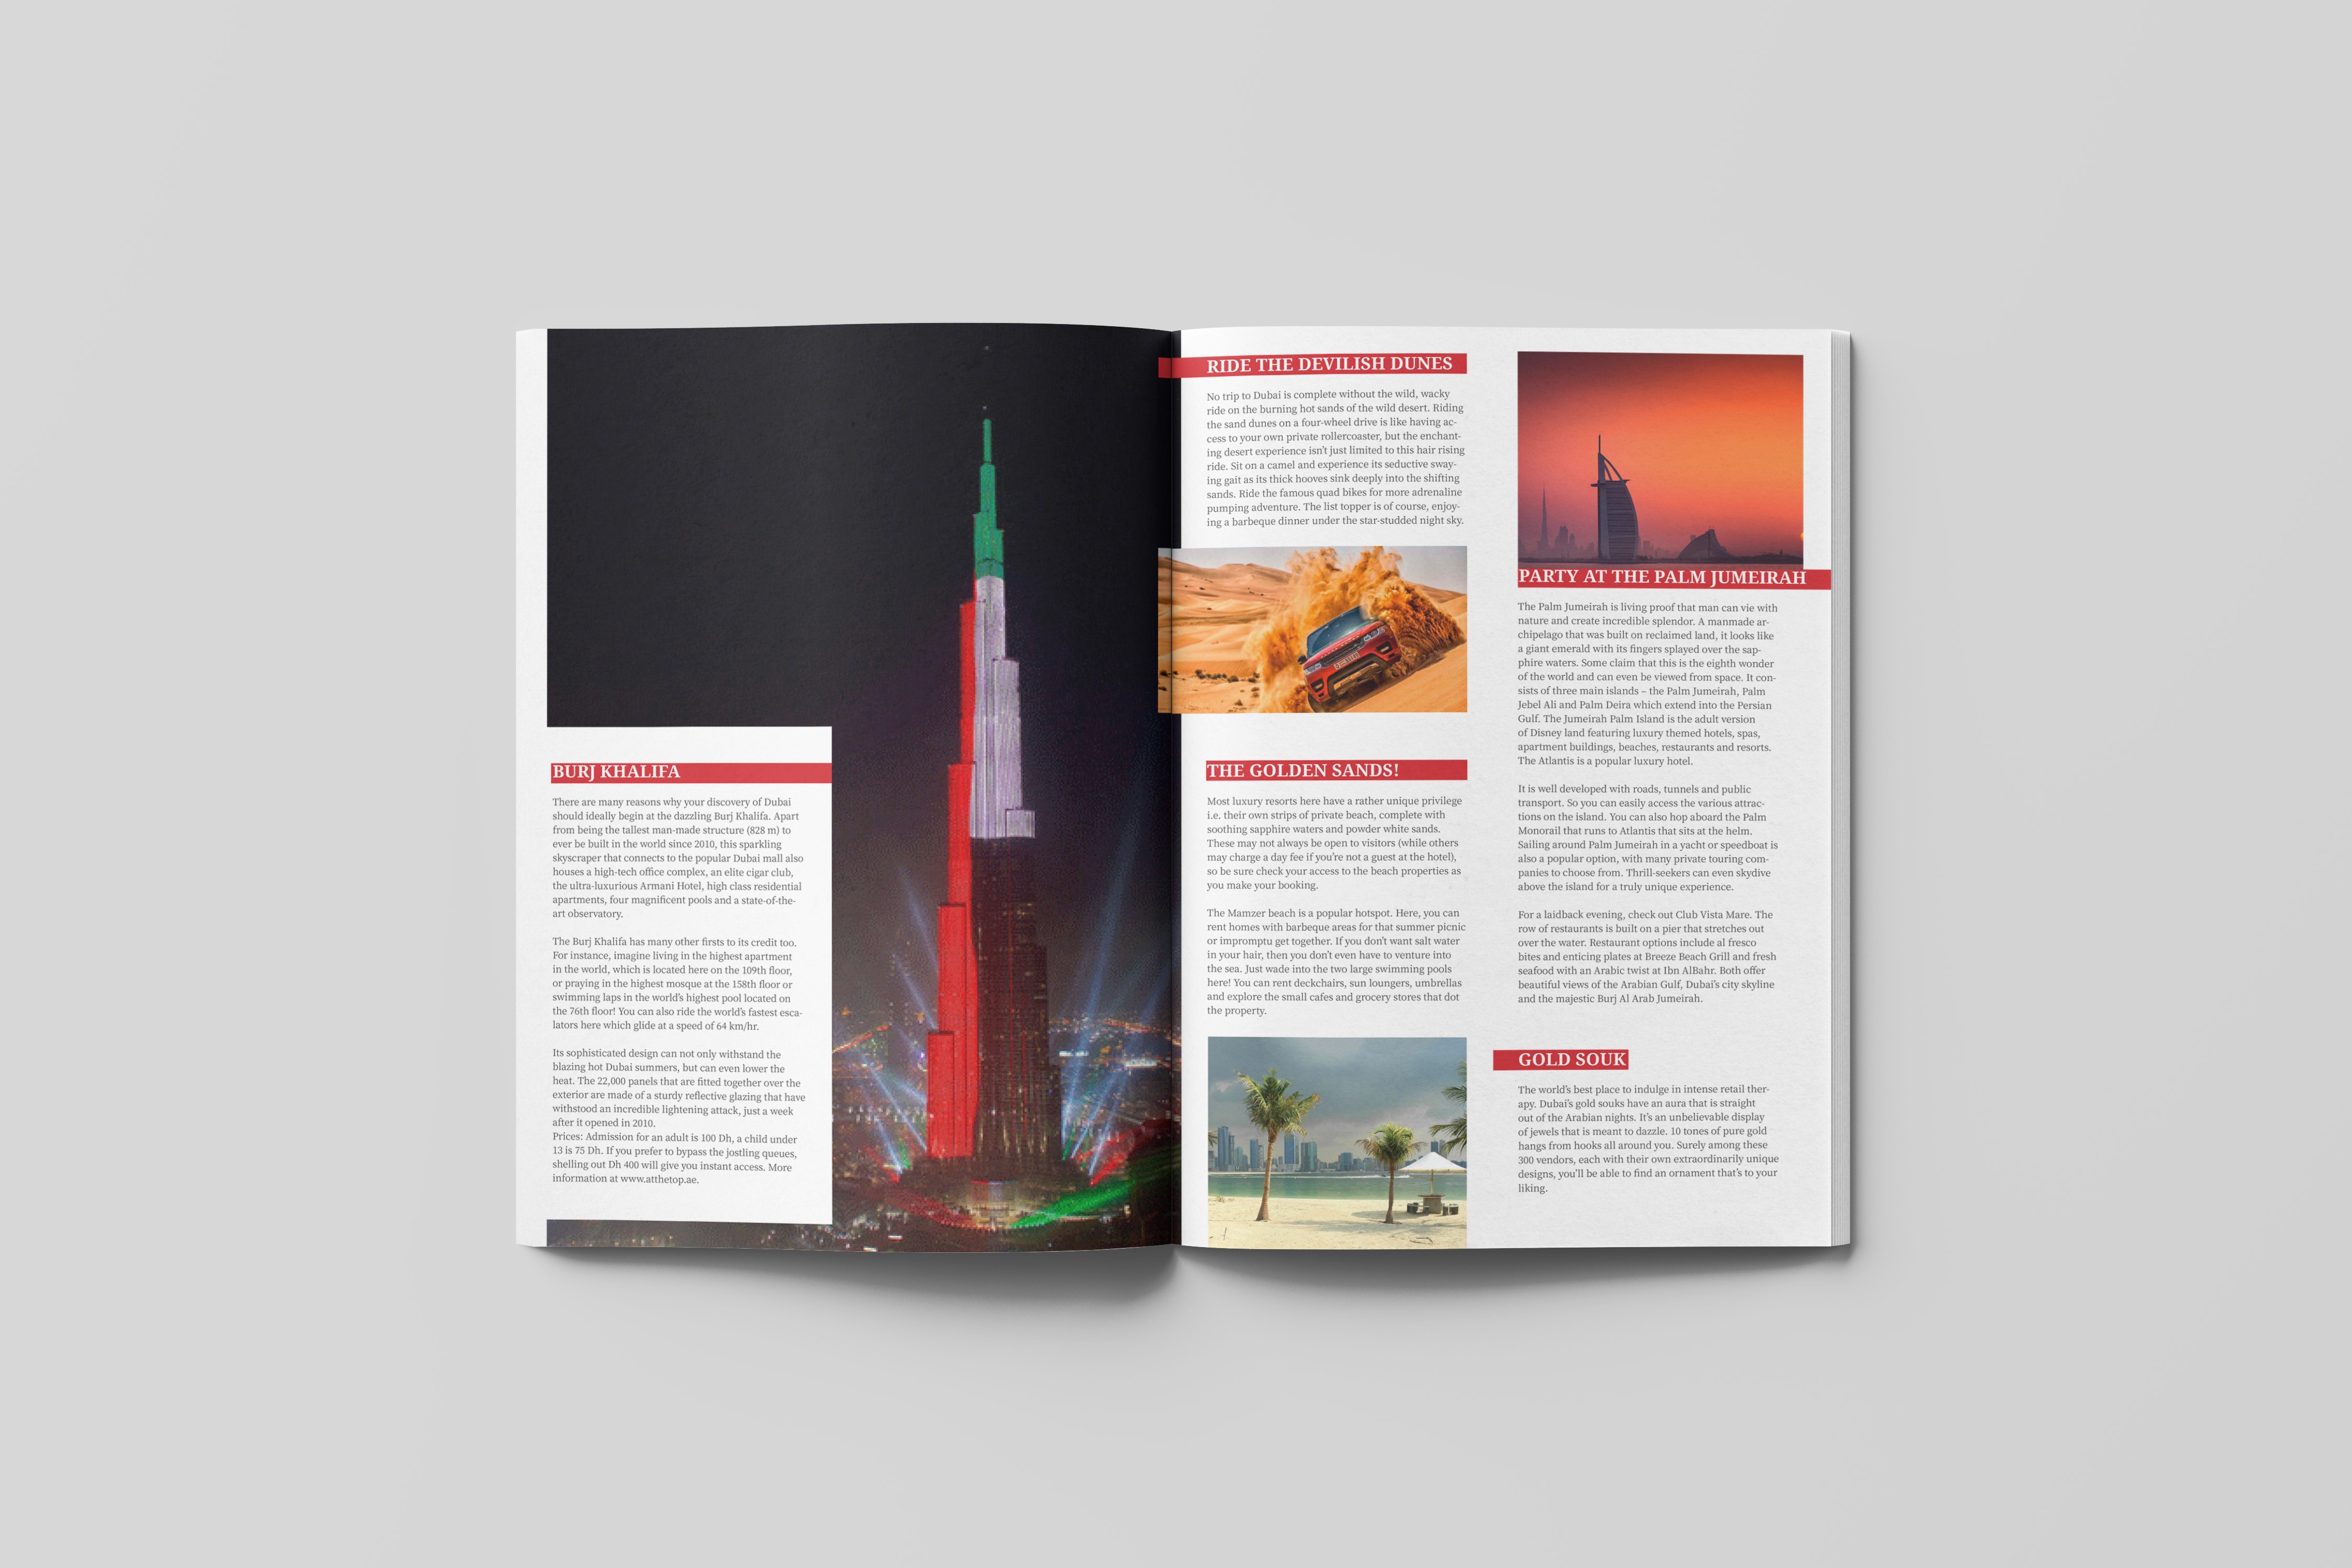 BURJ KHALIFA
There are many reasons why your discovery of Dubai
should ideally begin at the dazzling Burj Khalifa. Apart
from being the tallest man-made structure (828 m) to
ever be built in the world since 2010, this sparkling
skyscraper that connects to the popular Dubai mall also
houses a high-tech office complex, an elite cigar club,
the ultra-luxurious Armani Hotel, high class residential
apartments, four magnificent pools and a state-of-the-
art observatory.
The Burj Khalifa has many other firsts to its credit too.
For instance, imagine living in the highest apartment
in the world, which is located here on the 109th floor,
or praying in the highest mosque at the 158th floor or
swimming laps in the world's highest pool located on
the 76th floor! You can also ride the world's fastest esca-
lators here which glide at a speed of 64 km/hr.
Its sophisticated design can not only withstand the
blazing hot Dubai summers, but can even lower the
heat. The 22,000 panels that are fitted together over the
exterior are made of a sturdy reflective glazing that have
withstood an incredible lightening attack, just a week
after it opened in 2010.
Prices: Admission for an adult is 100 Dh, a child under
13 is 75 Dh. If you prefer to bypass the jostling queues,
shelling out Dh 400 will give you instant access. More
information at www.atthetop.ae.
RIDE THE DEVILISH DUNES
No trip to Dubai is complete without the wild, wacky
ride on the burning hot sands of the wild desert. Riding
the sand dunes on a four-wheel drive is like having ac-
cess to your own private rollercoaster, but the enchant-
ing desert experience isn't just limited to this hair rising
ride. Sit on a camel and experience its seductive sway-
ing gait as its thick hooves sink deeply into the shifting
sands. Ride the famous quad bikes for more adrenaline
pumping adventure. The list topper is of course, enjoy-
ing a barbeque dinner under the star-studded night sky.
THE GOLDEN SANDS!
Most luxury resorts here have a rather unique privilege
i.e. their own strips of private beach, complete with
soothing sapphire waters and powder white sands.
These may not always be open to visitors (while others
may charge a day fee if you're not a guest at the hotel),
so be sure check your access to the beach properties as
you make your booking.
The Mamzer beach is a popular hotspot. Here, you can
rent homes with barbeque areas for that summer picnic
or impromptu get together. If you don't want salt water
in your hair, then you don't even have to venture into
the sea. Just wade into the two large swimming pools
here! You can rent deckchairs, sun loungers, umbrellas
and explore the small cafes and grocery stores that dot
the property.
PARTY AT THE PALM JUMEIRAH
The Palm Jumeirah is living proof that man can vie with
nature and create incredible splendor. A manmade ar-
chipelago that was built on reclaimed land, it looks like
a giant emerald with its fingers splayed over the sap-
phire waters. Some claim that this is the eighth wonder
of the world and can even be viewed from space. It con-
sists of three main islands – the Palm Jumeirah, Palm
Jebel Ali and Palm Deira which extend into the Persian
Gulf. The Jumeirah Palm Island is the adult version
of Disney land featuring luxury themed hotels, spas,
apartment buildings, beaches, restaurants and resorts.
The Atlantis is a popular luxury hotel.
It is well developed with roads, tunnels and public
transport. So you can easily access the various attrac-
tions on the island. You can also hop aboard the Palm
Monorail that runs to Atlantis that sits at the helm.
Sailing around Palm Jumeirah in a yacht or speedboat is
also a popular option, with many private touring com-
panies to choose from. Thrill-seekers can even skydive
above the island for a truly unique experience.
For a laidback evening, check out Club Vista Mare. The
row of restaurants is built on a pier that stretches out
over the water. Restaurant options include al fresco
bites and enticing plates at Breeze Beach Grill and fresh
seafood with an Arabic twist at Ibn AlBahr. Both offer
beautiful views of the Arabian Gulf, Dubai's city skyline
and the majestic Burj Al Arab Jumeirah.
GOLD SOUK
The world's best place to indulge in intense retail ther-
apy. Dubai's gold souks have an aura that is straight
out of the Arabian nights. It's an unbelievable display
of jewels that is meant to dazzle. 10 tones of pure gold
hangs from hooks all around you. Surely among these
300 vendors, each with their own extraordinarily unique
designs, you'll be able to find an ornament that's to your
liking.